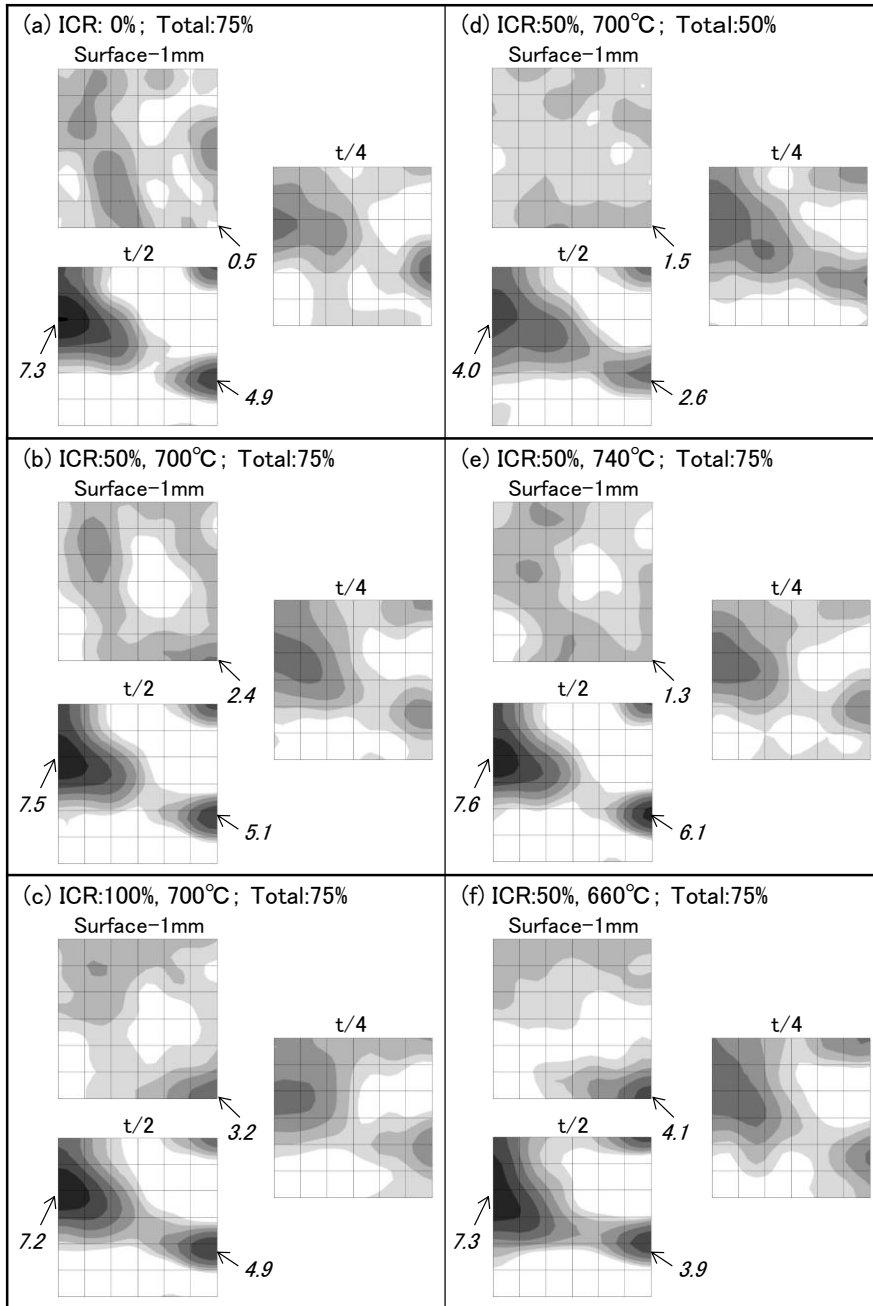 (a) ICR: 0%; Total:75%
Surface-1mm
t/4
0.5
t/2
7.3
4.9
(b) ICR:50%, 700℃; Total:75%
Surface-1mm
t/4
2.4
t/2
7.5
5.1
(c) ICR:100%, 700℃; Total:75%
Surface-1mm
t/4
3.2
t/2
7.2
4.9
(d) ICR:50%, 700℃; Total:50%
Surface-1mm
t/4
1.5
t/2
4.0
2.6
(e) ICR:50%, 740℃; Total:75%
Surface-1mm
t/4
1.3
t/2
7.6
6.1
(f) ICR:50%, 660℃; Total:75%
Surface-1mm
t/4
4.1
t/2
7.3
3.9